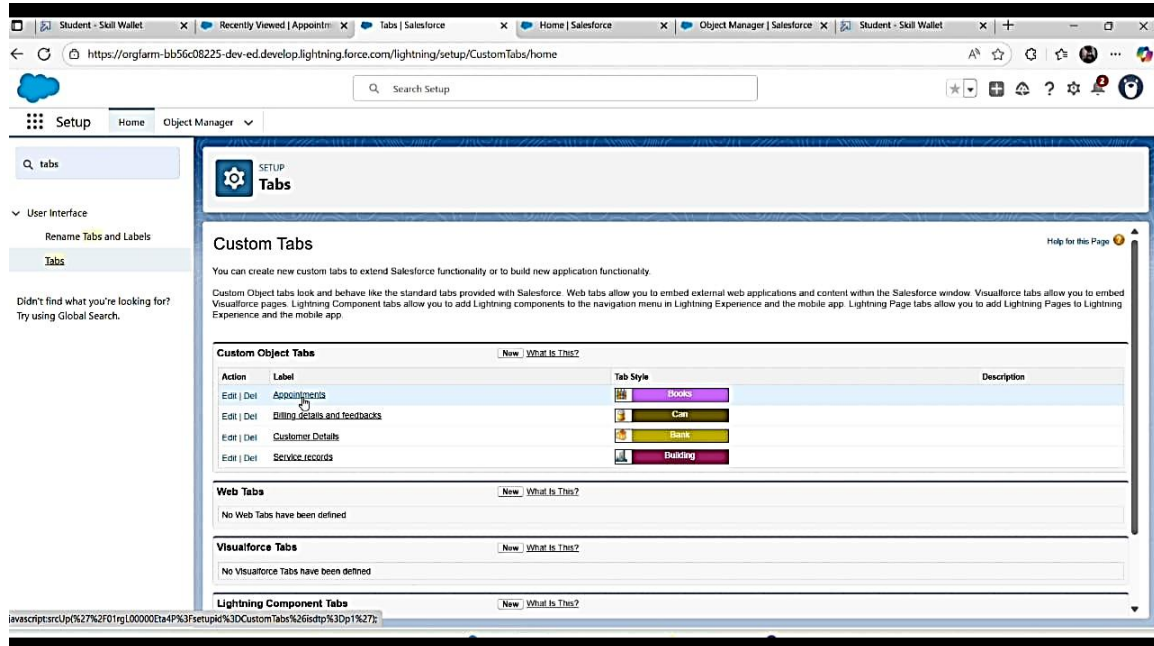 Student - Skill Wallet
Recently Viewed | Appointm
Tabs | Salesforce
Home | Salesforce
Object Manager | Salesforce
Student - Skill Wallet
https://orgfarm-bb56c08225-dev-ed.develop.lightning.force.com/lightning/setup/CustomTabs/home
Search Setup
2
Setup Home Object Manager
tabs
SETUP
Tabs
User Interface
Rename Tabs and Labels
Tabs
Didn't find what you're looking for?
Try using Global Search.
Custom Tabs
Help for this Page
You can create new custom tabs to extend Salesforce functionality or to build new application functionality.
Custom Object tabs look and behave like the standard tabs provided with Salesforce. Web tabs allow you to embed external web applications and content within the Salesforce window. Visualforce tabs allow you to embed
Visualforce pages. Lightning Component tabs allow you to add Lightning components to the navigation menu in Lightning Experience and the mobile app. Lightning Page tabs allow you to add Lightning Pages to Lightning
Experience and the mobile app.
Custom Object Tabs New What Is This?
Action Label Tab Style Description
Edit | Del Appointments Books
Edit | Del Billing details and feedbacks Can
Edit | Del Customer Details Bank
Edit | Del Service records Building
Web Tabs New What Is This?
No Web Tabs have been defined
Visualforce Tabs New What Is This?
No Visualforce Tabs have been defined
Lightning Component Tabs New What Is This?
javascript:srcUp(%27%2F01rgL00000Eta4P%3Fsetupid%3DCustomTabs%26isdtp%3Dp1%27);